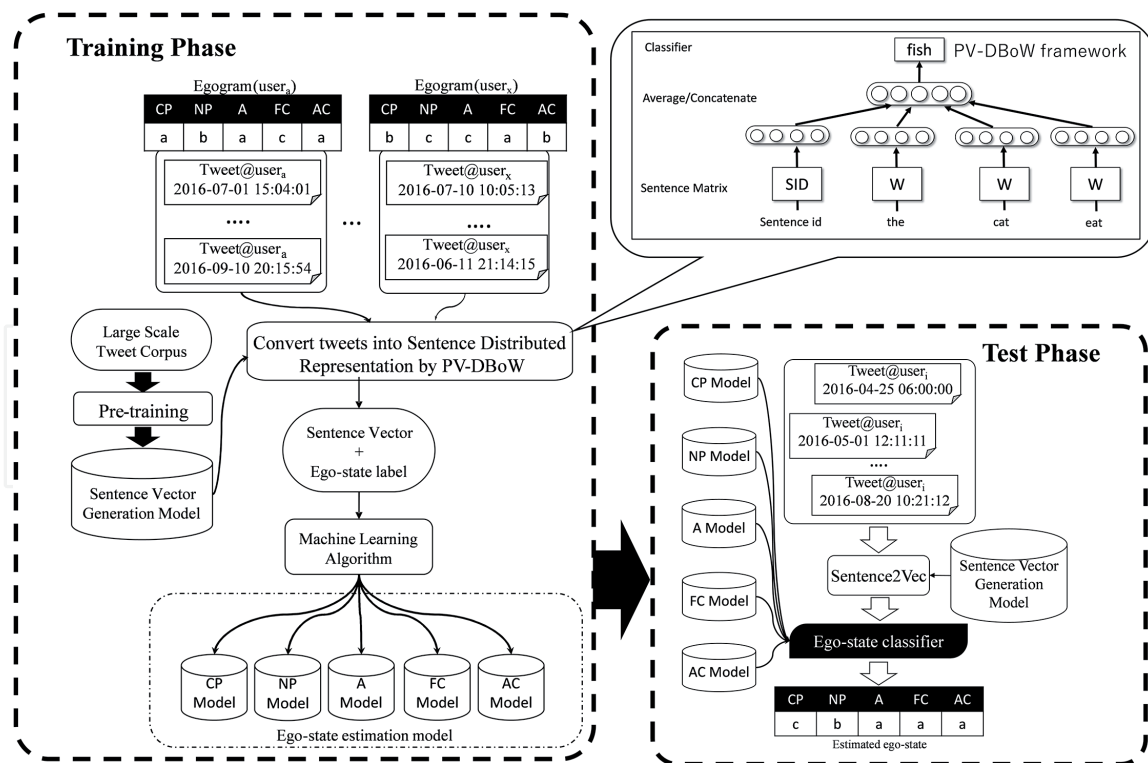 Training Phase
Egogram(user_a)
CP NP A FC AC
a b a c a
Tweet@user_a
2016-07-01 15:04:01
....
Tweet@user_a
2016-09-10 20:15:54
...
Egogram(user_x)
CP NP A FC AC
b c c a b
Tweet@user_x
2016-07-10 10:05:13
....
Tweet@user_x
2016-06-11 21:14:15
Large Scale
Tweet Corpus
Pre-training
Sentence Vector
Generation Model
Convert tweets into Sentence Distributed
Representation by PV-DBoW
Sentence Vector
+
Ego-state label
Machine Learning
Algorithm
CP
Model
NP
Model
A
Model
FC
Model
AC
Model
Ego-state estimation model
Classifier
fish
PV-DBoW framework
Average/Concatenate
Sentence Matrix
SID W W W
Sentence id the cat eat
Test Phase
CP Model
NP Model
A Model
FC Model
AC Model
Tweet@user_i
2016-04-25 06:00:00
Tweet@user_i
2016-05-01 12:11:11
....
Tweet@user_i
2016-08-20 10:21:12
Sentence2Vec
Sentence Vector
Generation
Model
Ego-state classifier
CP NP A FC AC
c b a a a
Estimated ego-state